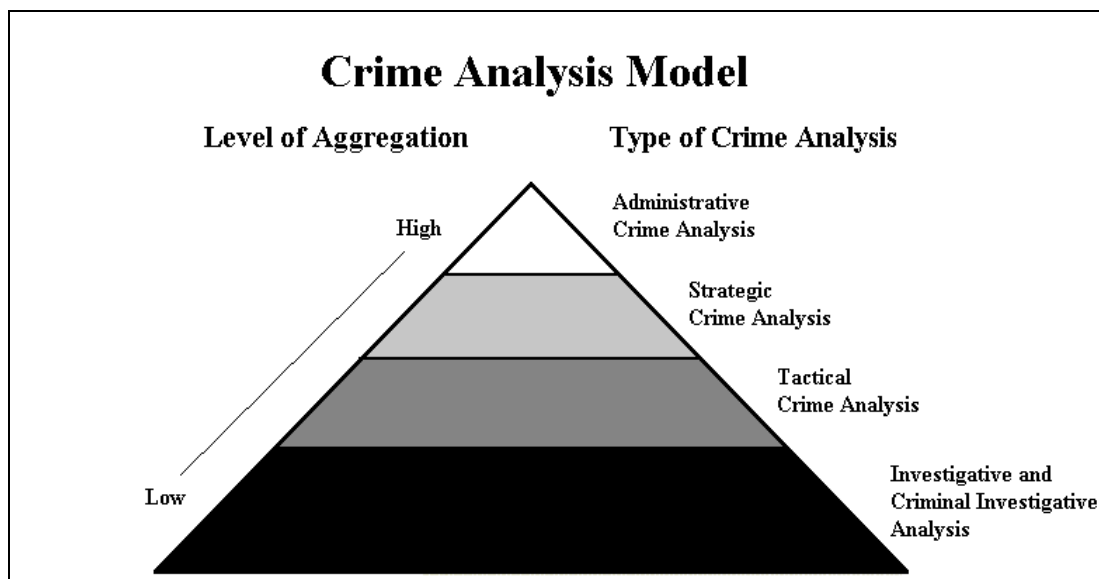 Crime Analysis Model
Level of Aggregation
Type of Crime Analysis
High
Administrative
Crime Analysis
Strategic
Crime Analysis
Tactical
Crime Analysis
Low
Investigative and
Criminal Investigative
Analysis